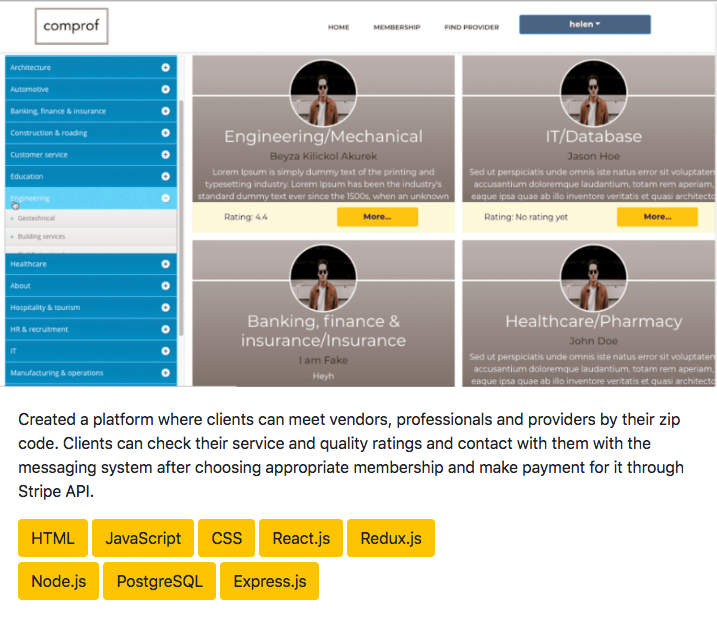 comprof
HOME MEMBERSHIP FIND PROVIDER helen
Architecture
Automotive
Banking, finance & insurance
Construction & roading
Customer service
Education
Engineering
Geotechnical
Building services
Healthcare
About
Hospitality & tourism
HR & recruitment
IT
Manufacturing & operations
Engineering/Mechanical
Beyza Kilickol Akurek
Lorem Ipsum is simply dummy text of the printing and
typesetting industry. Lorem Ipsum has been the industry's
standard dummy text ever since the 1500s, when an unknown
Rating: 4.4 More...
IT/Database
Jason Hoe
Sed ut perspiciatis unde omnis iste natus error sit voluptatem
accusantium doloremque laudantium, totam rem aperiam,
eaque ipsa quae ab illo inventore veritatis et quasi architecto
Rating: No rating yet More...
Banking, finance &
insurance/Insurance
I am Fake
Heyh
Healthcare/Pharmacy
John Doe
Sed ut perspiciatis unde omnis iste natus error sit voluptatem
accusantium doloremque laudantium, totam rem aperiam,
eaque ipsa quae ab illo inventore veritatis et quasi architecto
Created a platform where clients can meet vendors, professionals and providers by their zip
code. Clients can check their service and quality ratings and contact with them with the
messaging system after choosing appropriate membership and make payment for it through
Stripe API.
HTML JavaScript CSS React.js Redux.js
Node.js PostgreSQL Express.js